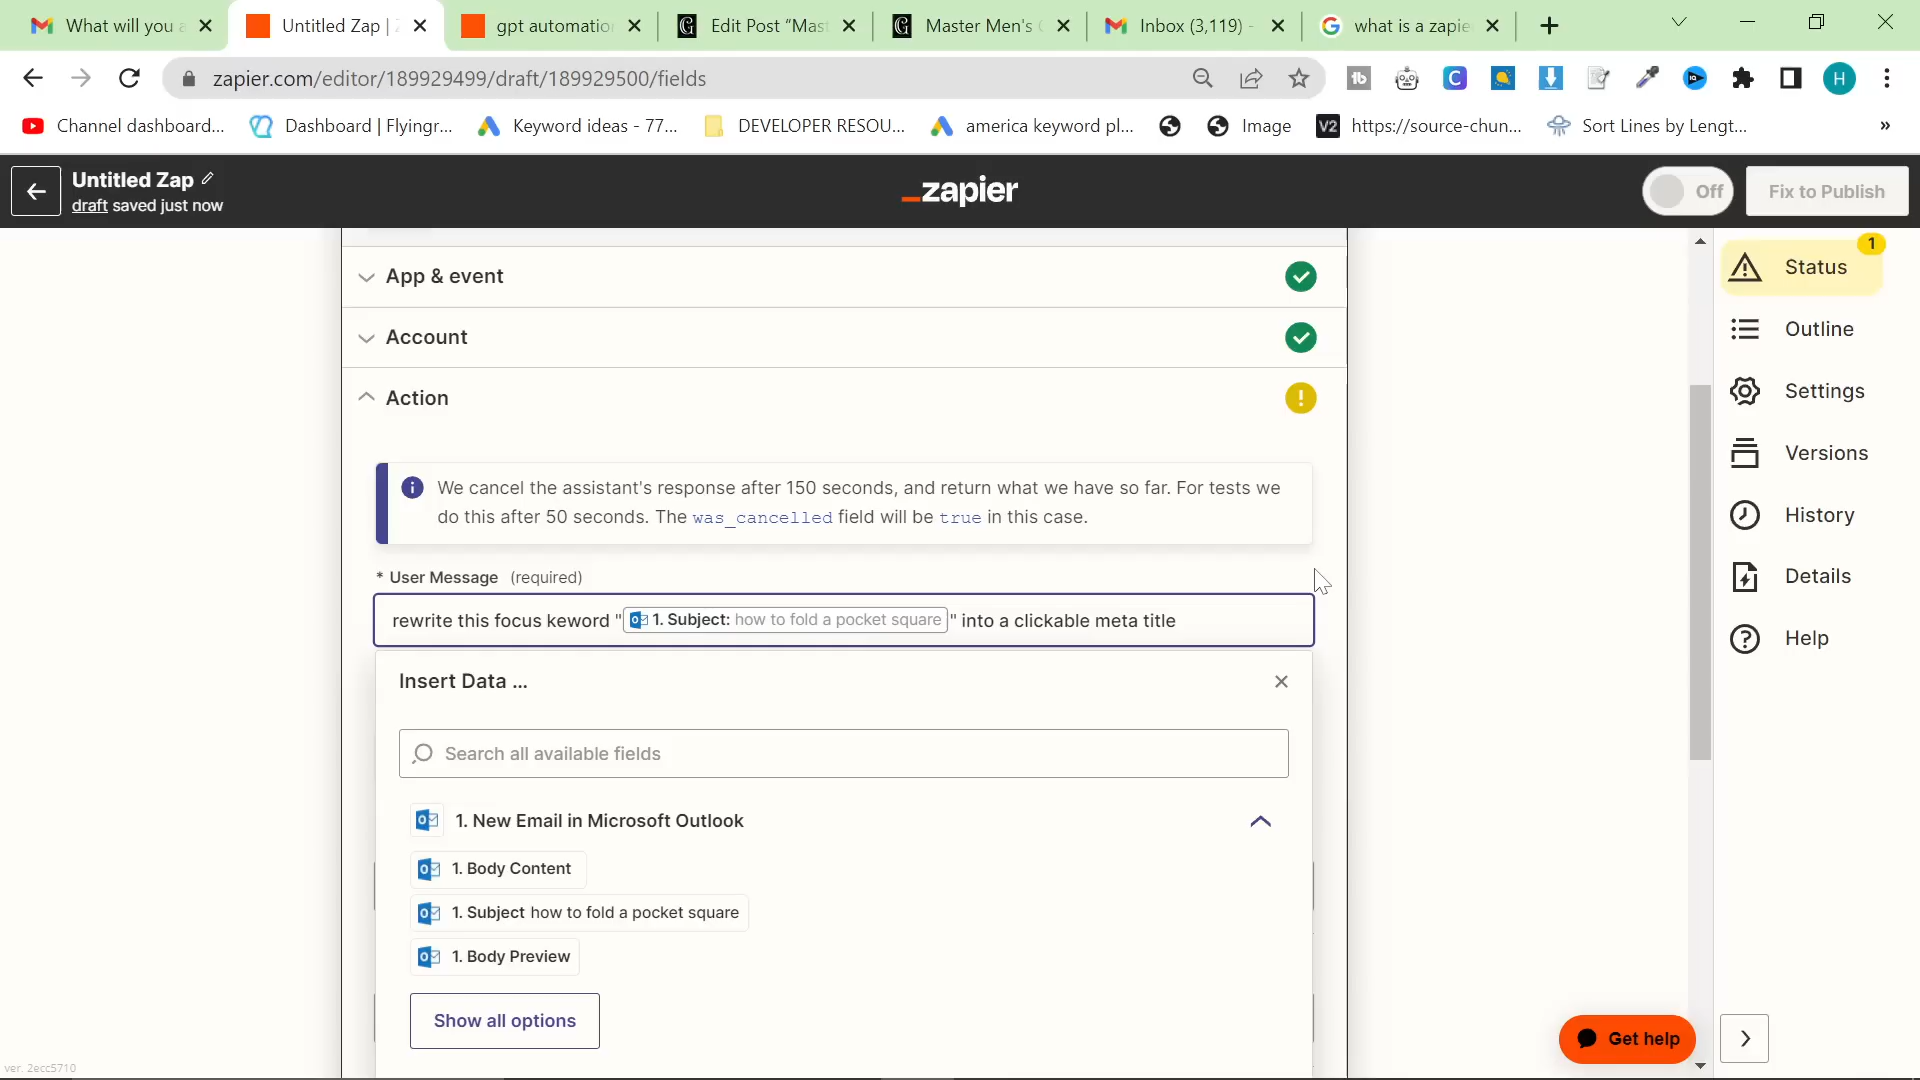 What will you a
Untitled Zap | Z
gpt automation
Edit Post “Mast
Master Men's G
Inbox (3,119) -
what is a zapie
zapier.com/editor/189929499/draft/189929500/fields
Channel dashboard...
Dashboard | Flyingr...
Keyword ideas - 77...
DEVELOPER RESOU...
america keyword pl...
Image
V2 https://source-chun...
Sort Lines by Lengt...
»
Untitled Zap
draft saved just now
_zapier
Off
Fix to Publish
App & event
Account
Action
We cancel the assistant's response after 150 seconds, and return what we have so far. For tests we
do this after 50 seconds. The was_cancelled field will be true in this case.
* User Message (required)
rewrite this focus keword "1. Subject: how to fold a pocket square" into a clickable meta title
Insert Data ...
Search all available fields
1. New Email in Microsoft Outlook
1. Body Content
1. Subject how to fold a pocket square
1. Body Preview
Show all options
1
Status
Outline
Settings
Versions
History
Details
Help
Get help
ver. 2ecc5710